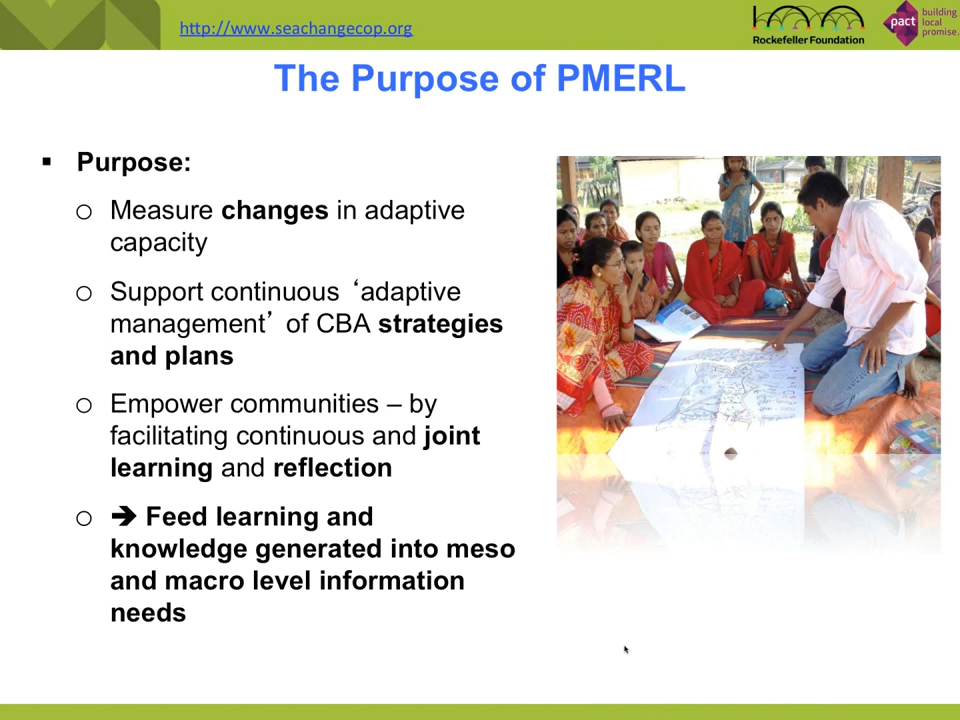 http://www.seachangecop.org
Rockefeller Foundation
pact
building
local
promise.
The Purpose of PMERL
▪ Purpose:
o Measure changes in adaptive
capacity
o Support continuous ‘adaptive
management’ of CBA strategies
and plans
o Empower communities – by
facilitating continuous and joint
learning and reflection
o ➔ Feed learning and
knowledge generated into meso
and macro level information
needs